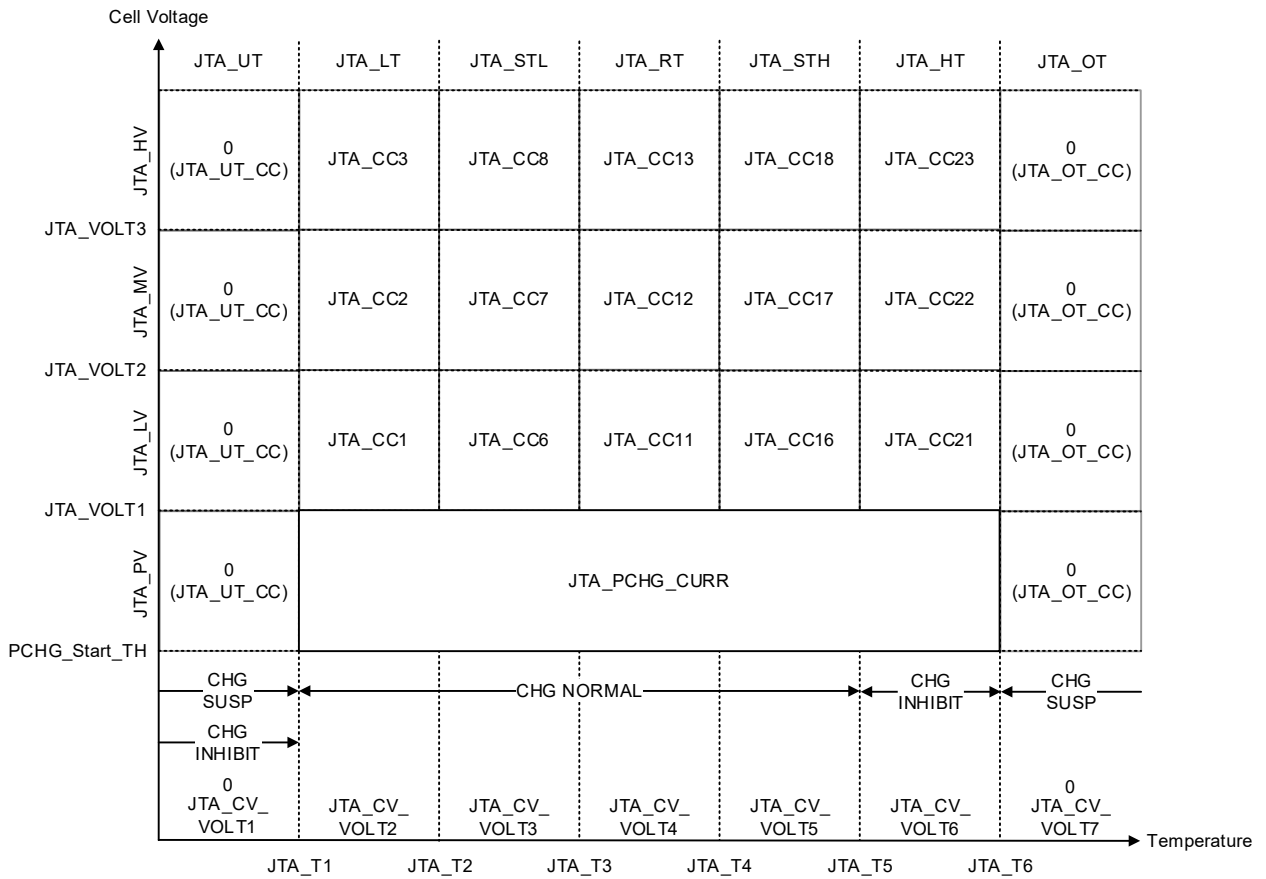 Cell Voltage
JTA_UT JTA_LT JTA_STL JTA_RT JTA_STH JTA_HT JTA_OT
JTA_HV
0
(JTA_UT_CC) JTA_CC3 JTA_CC8 JTA_CC13 JTA_CC18 JTA_CC23 0
(JTA_OT_CC)
JTA_VOLT3
JTA_MV
0
(JTA_UT_CC) JTA_CC2 JTA_CC7 JTA_CC12 JTA_CC17 JTA_CC22 0
(JTA_OT_CC)
JTA_VOLT2
JTA_LV
0
(JTA_UT_CC) JTA_CC1 JTA_CC6 JTA_CC11 JTA_CC16 JTA_CC21 0
(JTA_OT_CC)
JTA_VOLT1
JTA_PV
0
(JTA_UT_CC) JTA_PCHG_CURR 0
(JTA_OT_CC)
PCHG_Start_TH
CHG
SUSP
CHG NORMAL
CHG
INHIBIT
CHG
SUSP
CHG
INHIBIT
0
JTA_CV_
VOLT1
JTA_CV_
VOLT2
JTA_CV_
VOLT3
JTA_CV_
VOLT4
JTA_CV_
VOLT5
JTA_CV_
VOLT6
0
JTA_CV_
VOLT7
Temperature
JTA_T1 JTA_T2 JTA_T3 JTA_T4 JTA_T5 JTA_T6